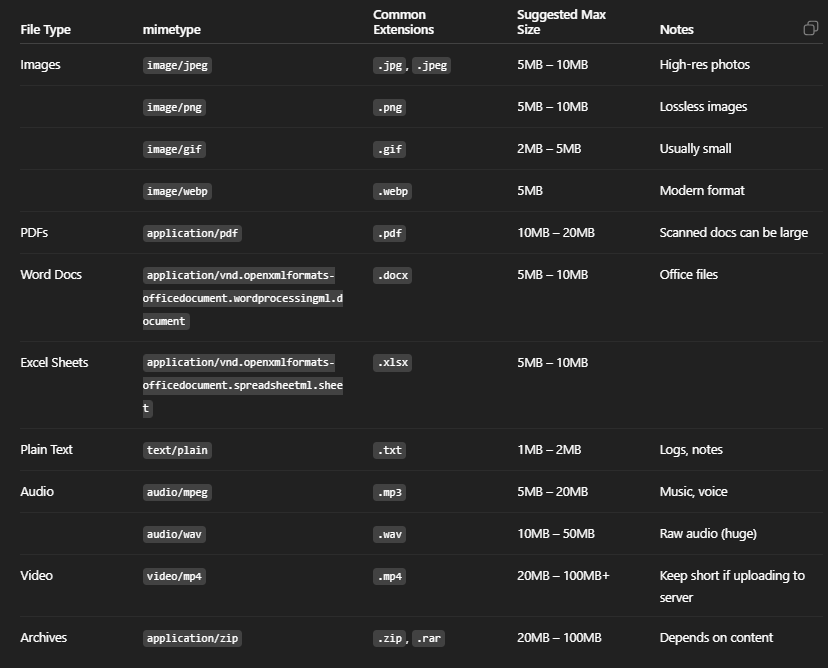 File Type mimetype Common Extensions Suggested Max Size Notes
Images image/jpeg .jpg, .jpeg 5MB – 10MB High-res photos
image/png .png 5MB – 10MB Lossless images
image/gif .gif 2MB – 5MB Usually small
image/webp .webp 5MB Modern format
PDFs application/pdf .pdf 10MB – 20MB Scanned docs can be large
Word Docs application/vnd.openxmlformats- .docx 5MB – 10MB Office files
officedocument.wordprocessingml.d
ocument
Excel Sheets application/vnd.openxmlformats- .xlsx 5MB – 10MB
officedocument.spreadsheetml.shee
t
Plain Text text/plain .txt 1MB – 2MB Logs, notes
Audio audio/mpeg .mp3 5MB – 20MB Music, voice
audio/wav .wav 10MB – 50MB Raw audio (huge)
Video video/mp4 .mp4 20MB – 100MB+ Keep short if uploading to
server
Archives application/zip .zip, .rar 20MB – 100MB Depends on content